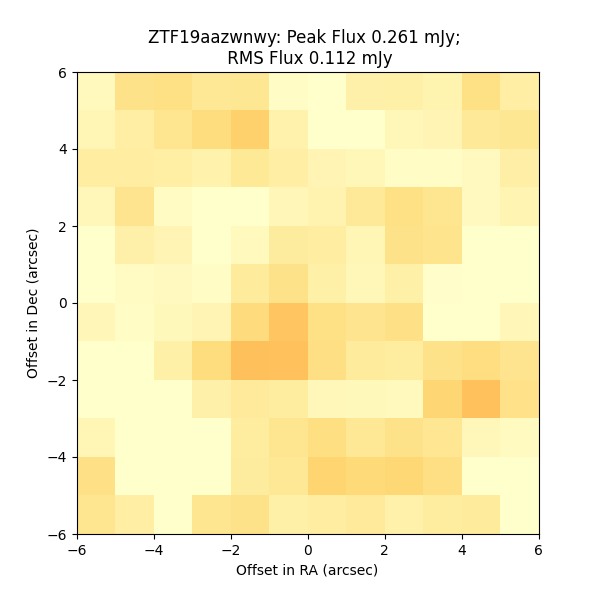 ZTF19aazwnwy: Peak Flux 0.261 mJy;
RMS Flux 0.112 mJy
6
4
2
0
−2
−4
−6
Offset in Dec (arcsec)
−6 −4 −2 0 2 4 6
Offset in RA (arcsec)